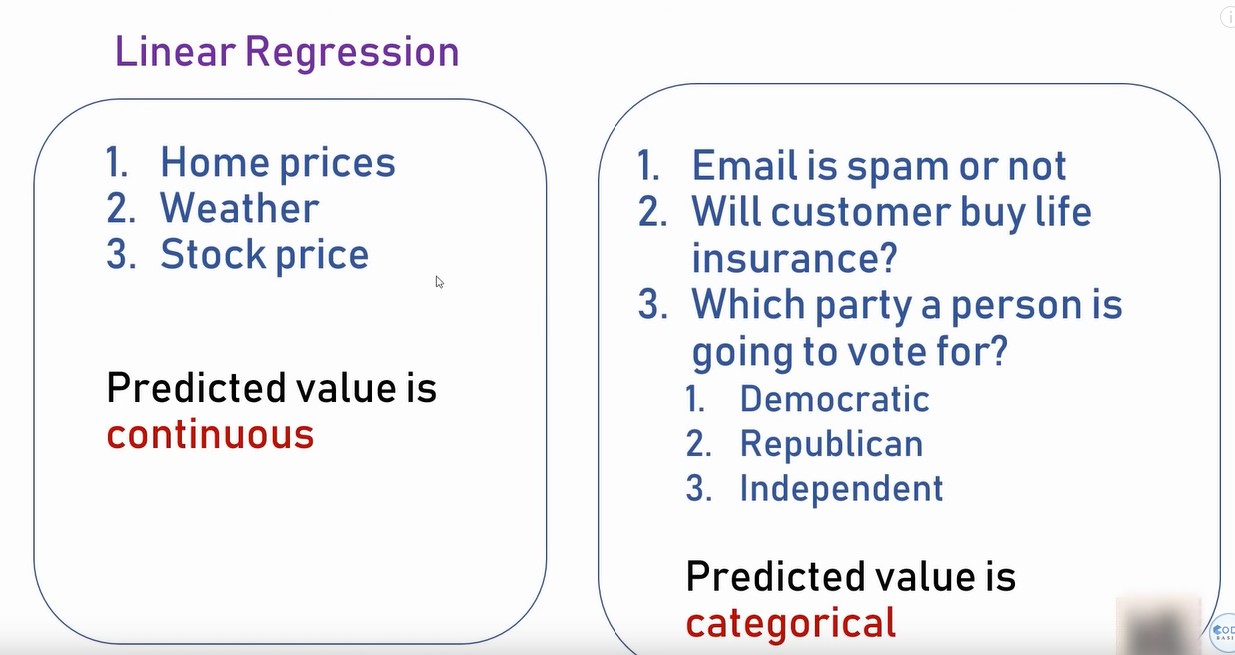 Linear Regression
1. Home prices
2. Weather
3. Stock price
Predicted value is
continuous
1. Email is spam or not
2. Will customer buy life
insurance?
3. Which party a person is
going to vote for?
1. Democratic
2. Republican
3. Independent
Predicted value is
categorical